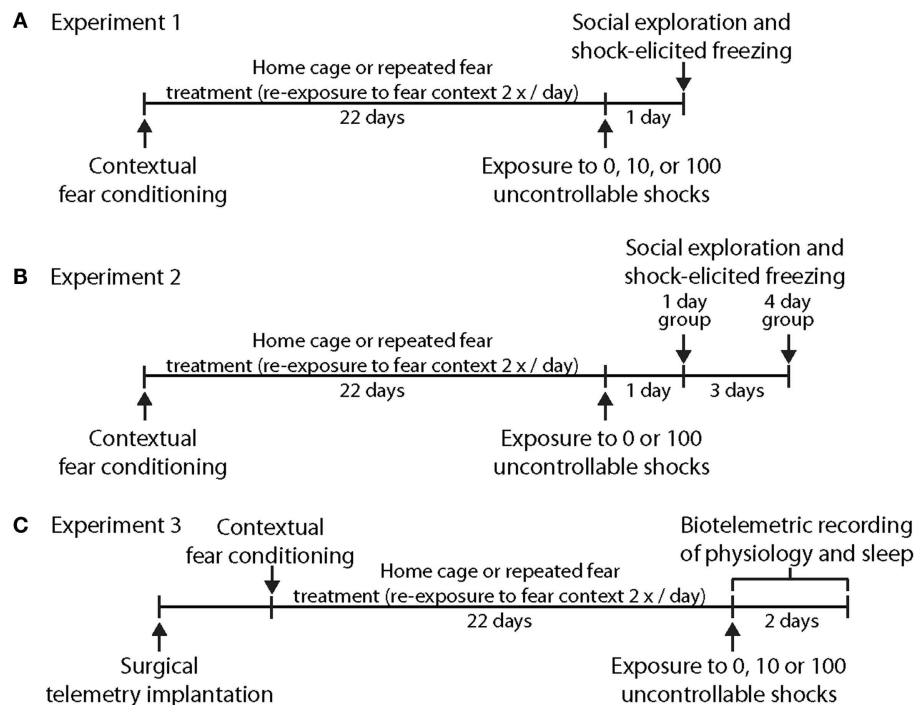 A Experiment 1
Social exploration and
shock-elicited freezing
Home cage or repeated fear
treatment (re-exposure to fear context 2 x / day)
22 days
1 day
Contextual
fear conditioning
Exposure to 0, 10, or 100
uncontrollable shocks
B Experiment 2
Social exploration and
shock-elicited freezing
1 day
group
4 day
group
Home cage or repeated fear
treatment (re-exposure to fear context 2 x / day)
22 days
1 day
3 days
Contextual
fear conditioning
Exposure to 0 or 100
uncontrollable shocks
C Experiment 3
Contextual
fear conditioning
Biotelemetric recording
of physiology and sleep
Home cage or repeated fear
treatment (re-exposure to fear context 2 x / day)
22 days
2 days
Surgical
telemetry implantation
Exposure to 0, 10 or 100
uncontrollable shocks